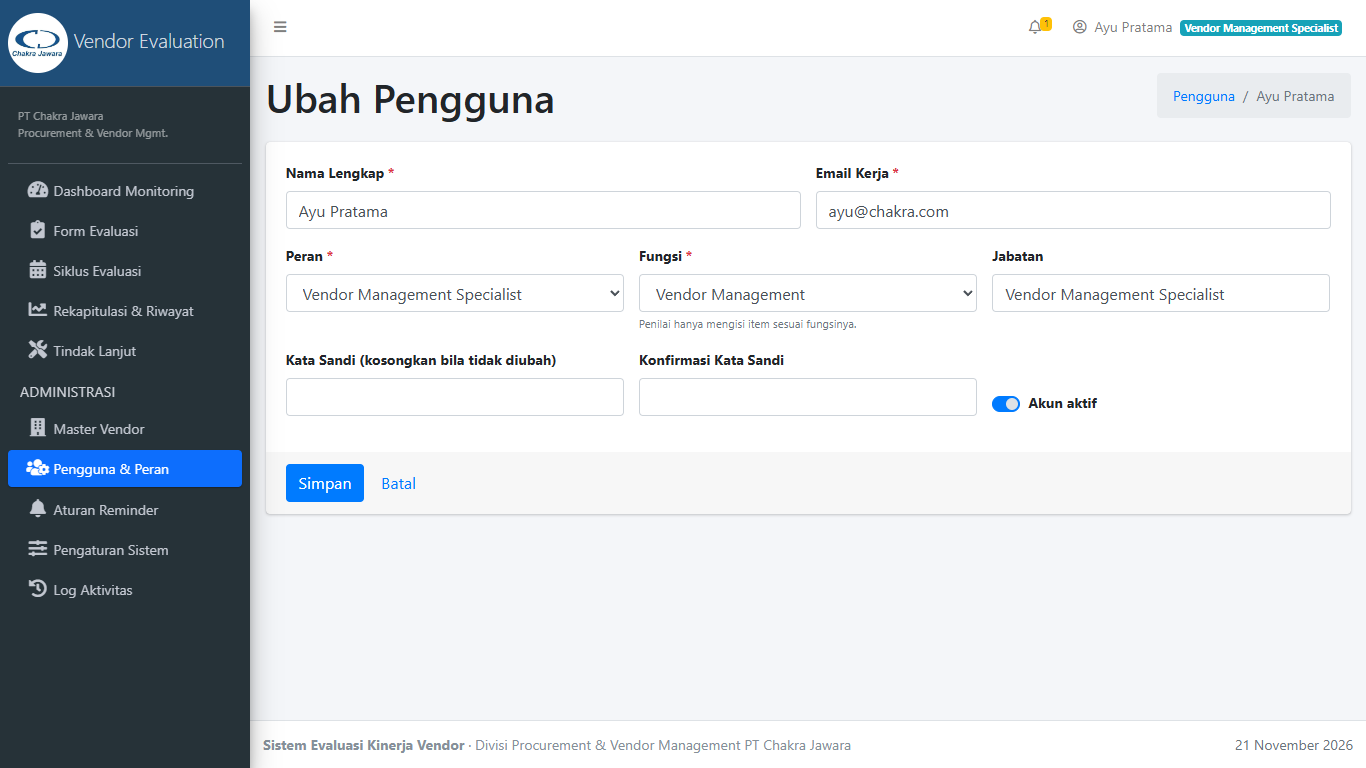 Chakra Jawara
Vendor Evaluation
PT Chakra Jawara
Procurement & Vendor Mgmt.
Dashboard Monitoring
Form Evaluasi
Siklus Evaluasi
Rekapitulasi & Riwayat
Tindak Lanjut
ADMINISTRASI
Master Vendor
Pengguna & Peran
Aturan Reminder
Pengaturan Sistem
Log Aktivitas
1
Ayu Pratama Vendor Management Specialist
Ubah Pengguna
Pengguna / Ayu Pratama
Nama Lengkap * Email Kerja *
Ayu Pratama ayu@chakra.com
Peran * Fungsi * Jabatan
Vendor Management Specialist Vendor Management Vendor Management Specialist
Penilai hanya mengisi item sesuai fungsinya.
Kata Sandi (kosongkan bila tidak diubah) Konfirmasi Kata Sandi
Akun aktif
Simpan Batal
Sistem Evaluasi Kinerja Vendor · Divisi Procurement & Vendor Management PT Chakra Jawara 21 November 2026